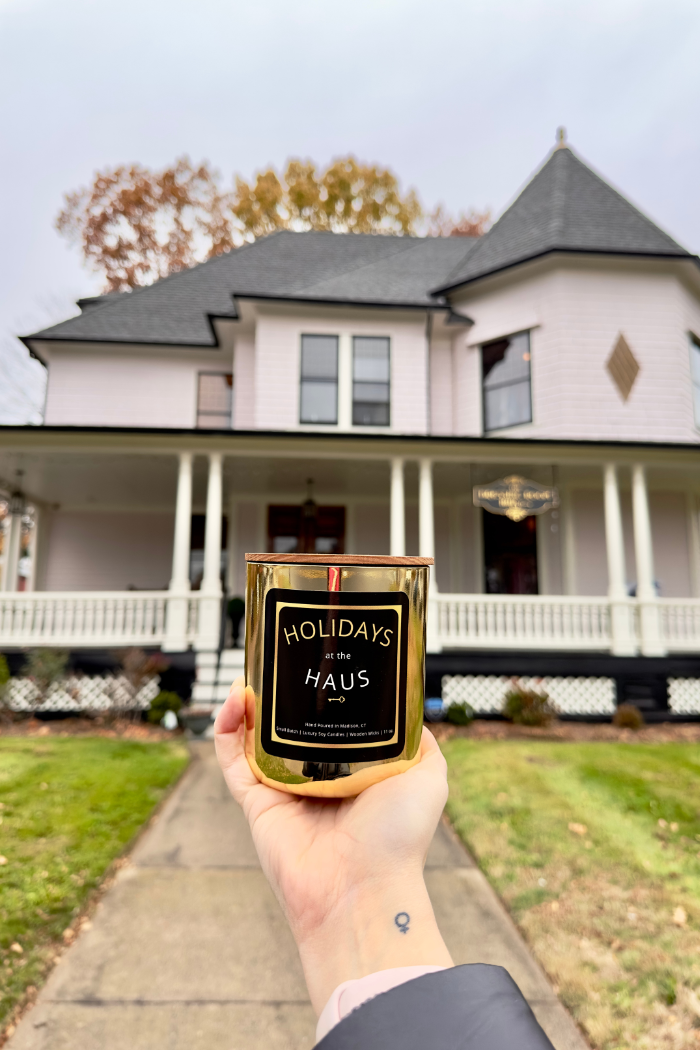 HOLIDAYS
at the
HAUS
Hand Poured in Madison, CT
Small Batch | Luxury Soy Candles | Wooden Wicks | 11 oz